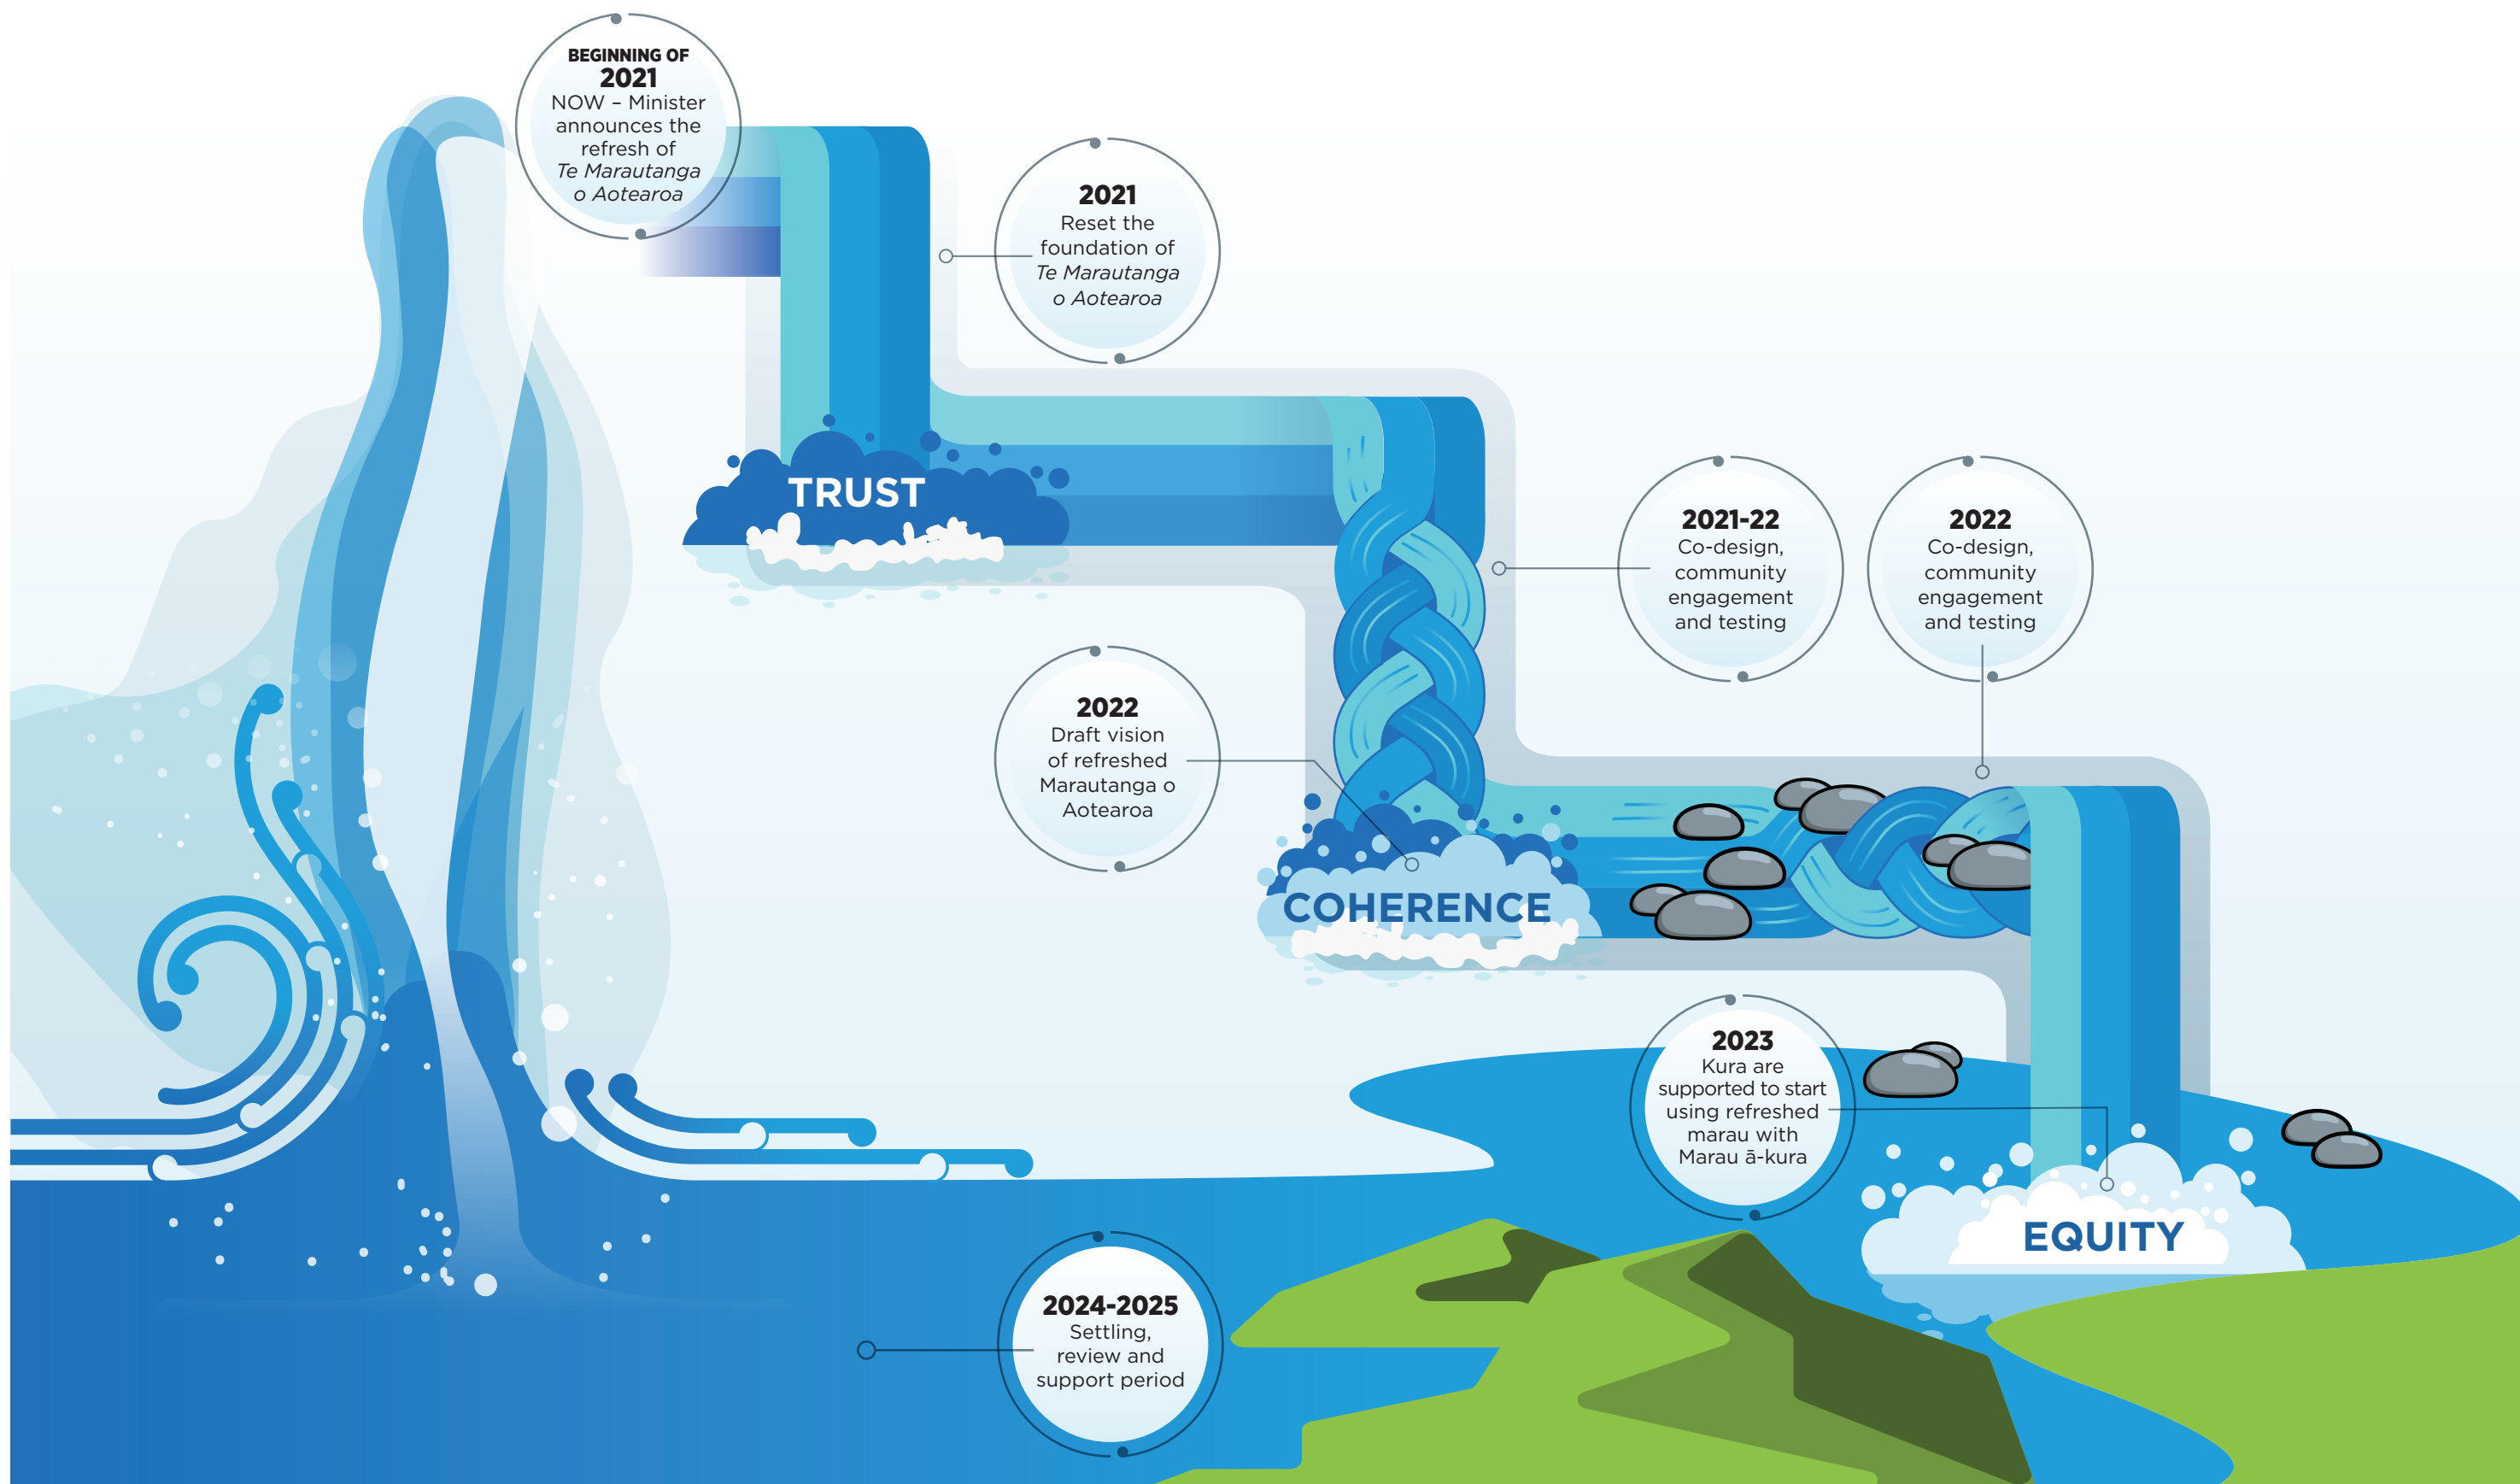 BEGINNING OF
2021
NOW – Minister
announces the
refresh of
Te Marautanga
o Aotearoa
2021
Reset the
foundation of
Te Marautanga
o Aotearoa
TRUST
2021-22
Co-design,
community
engagement
and testing
2022
Co-design,
community
engagement
and testing
2022
Draft vision
of refreshed
Marautanga o
Aotearoa
COHERENCE
2023
Kura are
supported to start
using refreshed
marau with
Marau ā-kura
EQUITY
2024-2025
Settling,
review and
support period